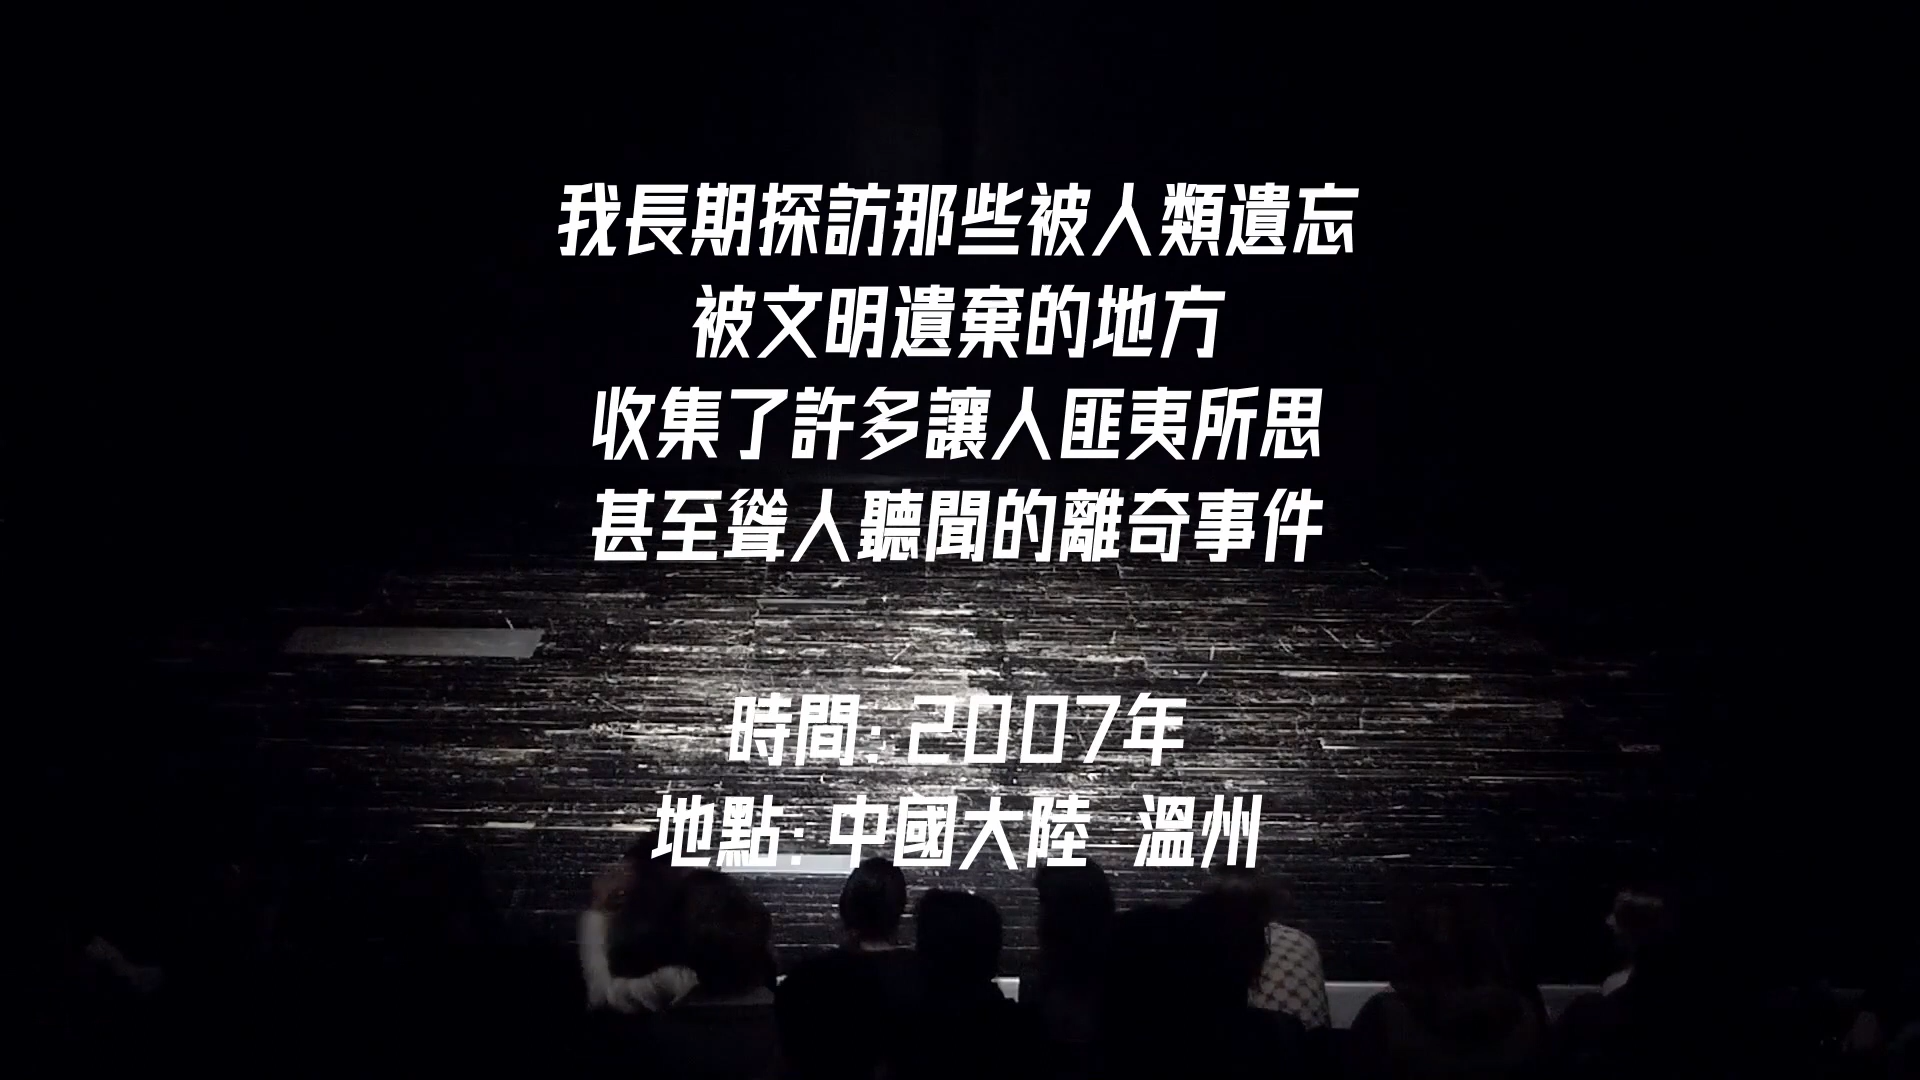 我長期探訪那些被人類遺忘
被文明遺棄的地方
收集了許多讓人匪夷所思
甚至聳人聽聞的離奇事件
時間:2007年
地點:中國大陸 溫州